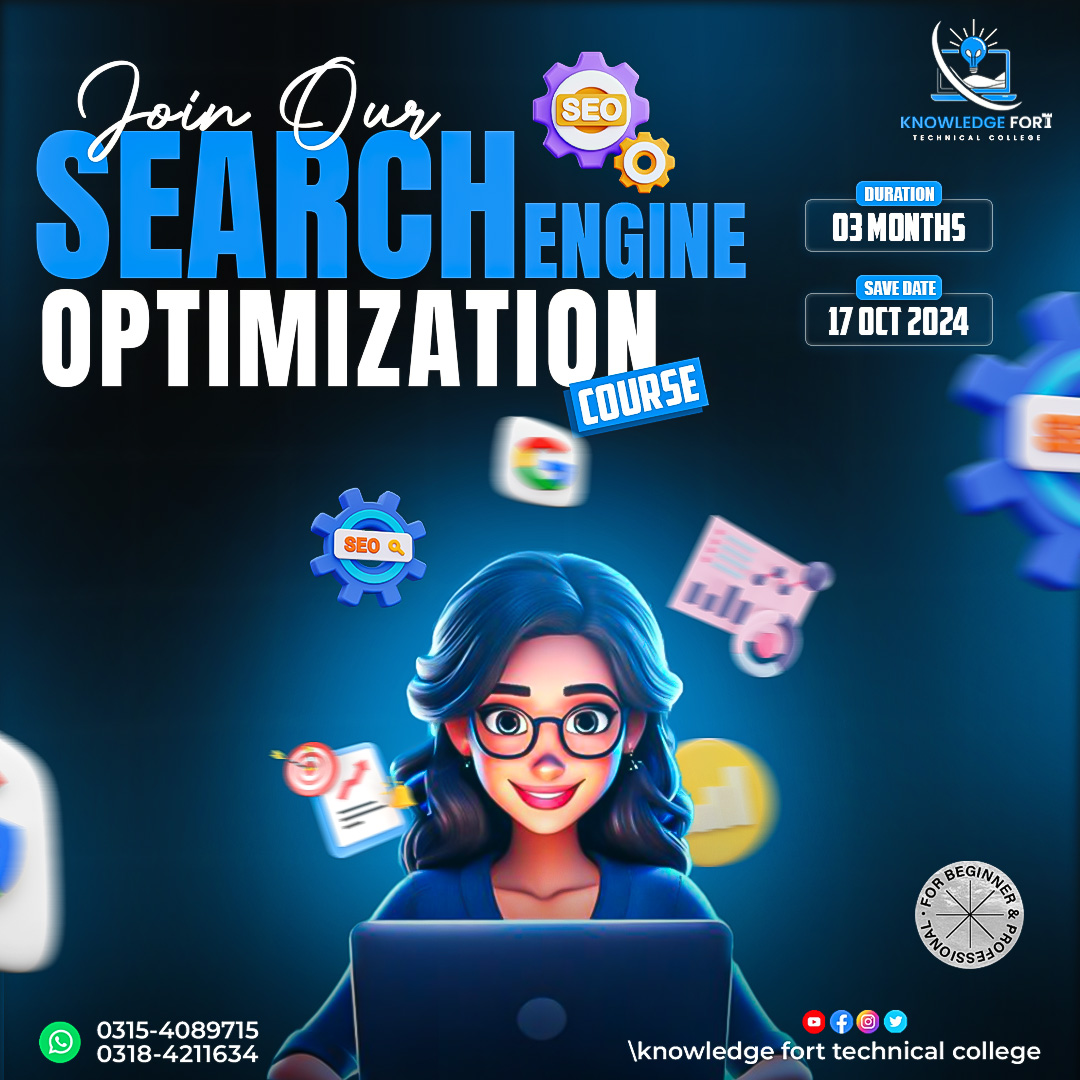 Join Our
SEARCH ENGINE
OPTIMIZATION
COURSE
SEO
KNOWLEDGE FORT
TECHNICAL COLLEGE
DURATION
03 MONTHS
SAVE DATE
17 OCT 2024
SEO
FOR BEGINNER & PROFESSIONAL
0315-4089715
0318-4211634
\knowledge fort technical college